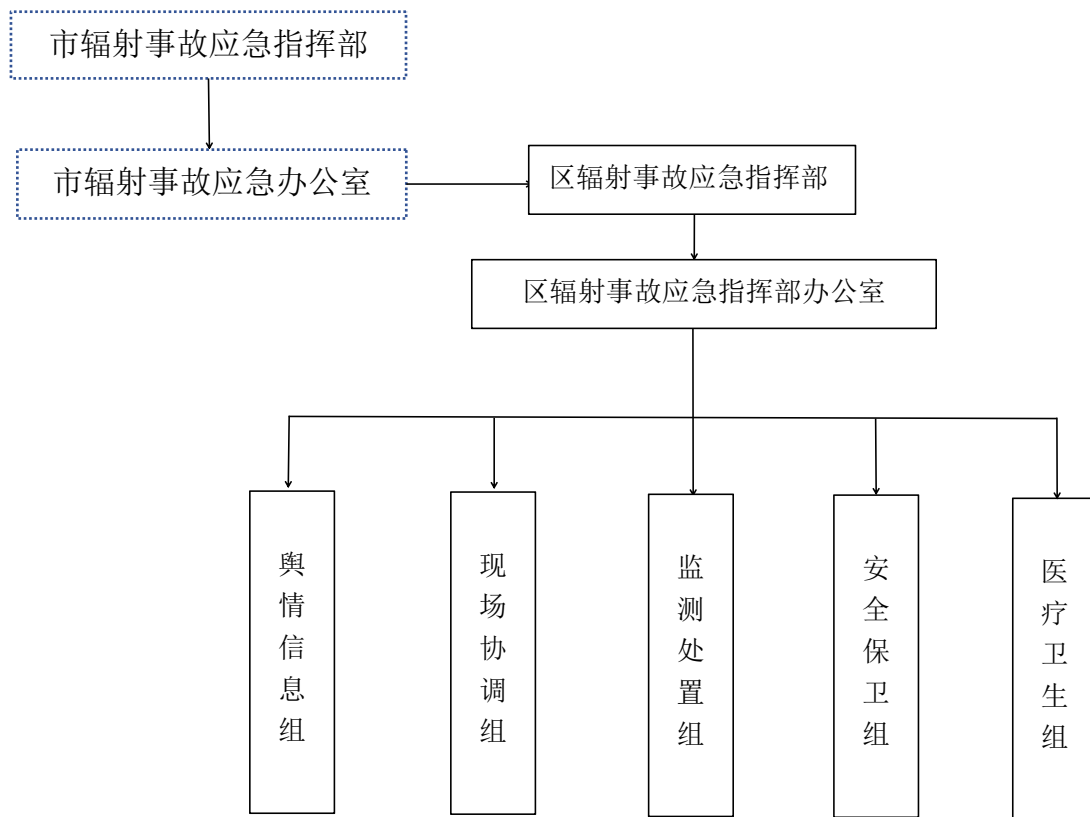 市辐射事故应急指挥部
市辐射事故应急办公室
区辐射事故应急指挥部
区辐射事故应急指挥部办公室
舆情信息组
现场协调组
监测处置组
安全保卫组
医疗卫生组